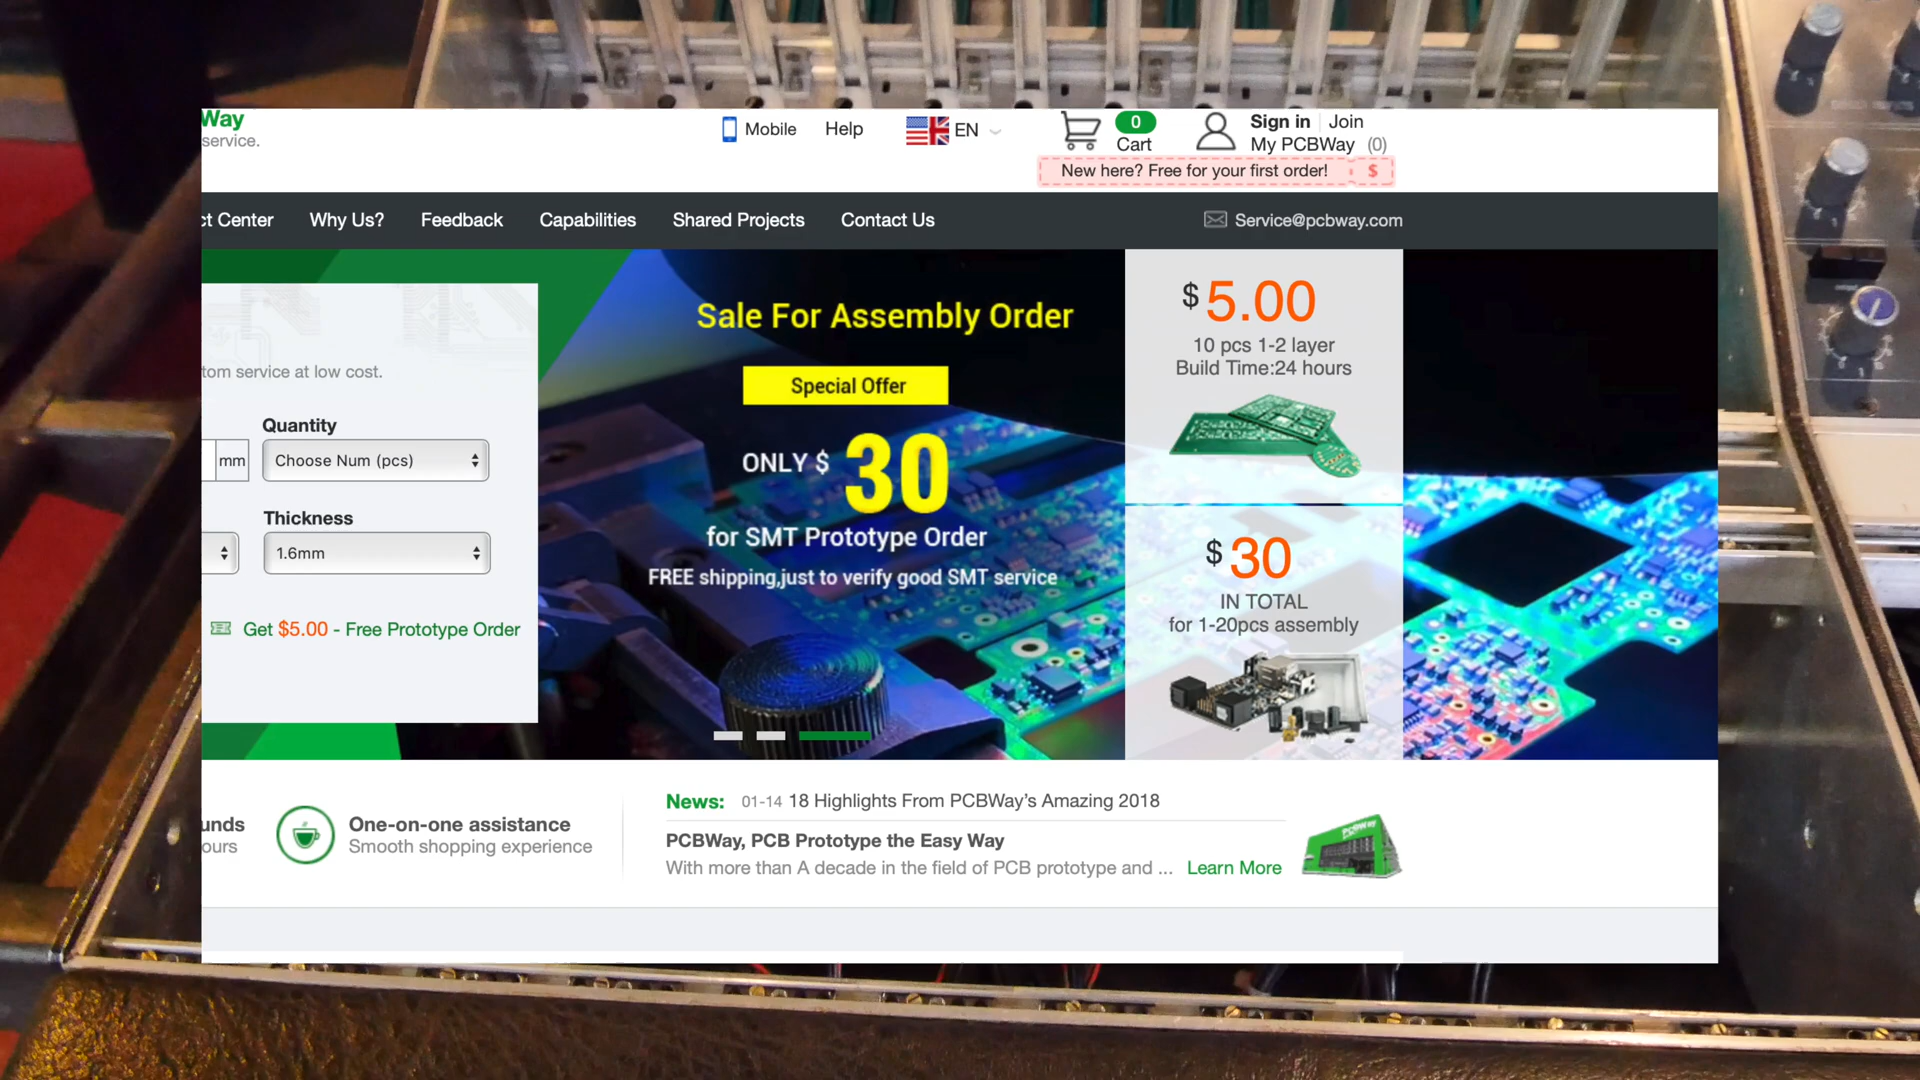 Way
service.
Mobile
Help
EN
0
Cart
Sign in
Join
My PCBWay (0)
New here? Free for your first order! $
ct Center
Why Us?
Feedback
Capabilities
Shared Projects
Contact Us
Service@pcbway.com
tom service at low cost.
Quantity
mm
Choose Num (pcs)
Thickness
1.6mm
Get $5.00 - Free Prototype Order
Sale For Assembly Order
Special Offer
ONLY $ 30
for SMT Prototype Order
FREE shipping,just to verify good SMT service
$ 5.00
10 pcs 1-2 layer
Build Time:24 hours
$ 30
IN TOTAL
for 1-20pcs assembly
unds
ours
One-on-one assistance
Smooth shopping experience
News: 01-14 18 Highlights From PCBWay’s Amazing 2018
PCBWay, PCB Prototype the Easy Way
With more than A decade in the field of PCB prototype and ... Learn More
PCBWay